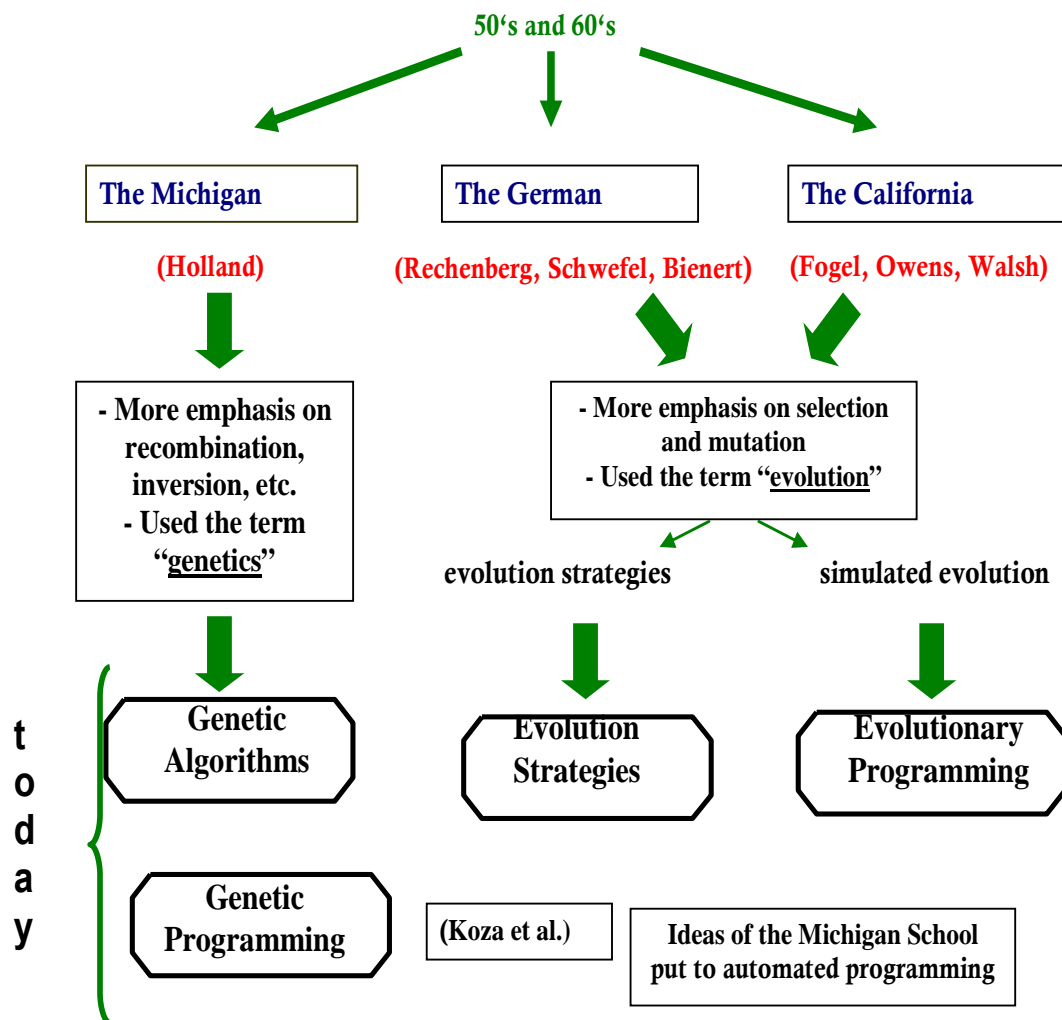 50‘s and 60‘s
The Michigan
The German
The California
(Holland)
(Rechenberg, Schwefel, Bienert)
(Fogel, Owens, Walsh)
- More emphasis on
recombination,
inversion, etc.
- Used the term
“genetics”
- More emphasis on selection
and mutation
- Used the term “evolution”
evolution strategies
simulated evolution
today
Genetic
Algorithms
Evolution
Strategies
Evolutionary
Programming
Genetic
Programming
(Koza et al.)
Ideas of the Michigan School
put to automated programming